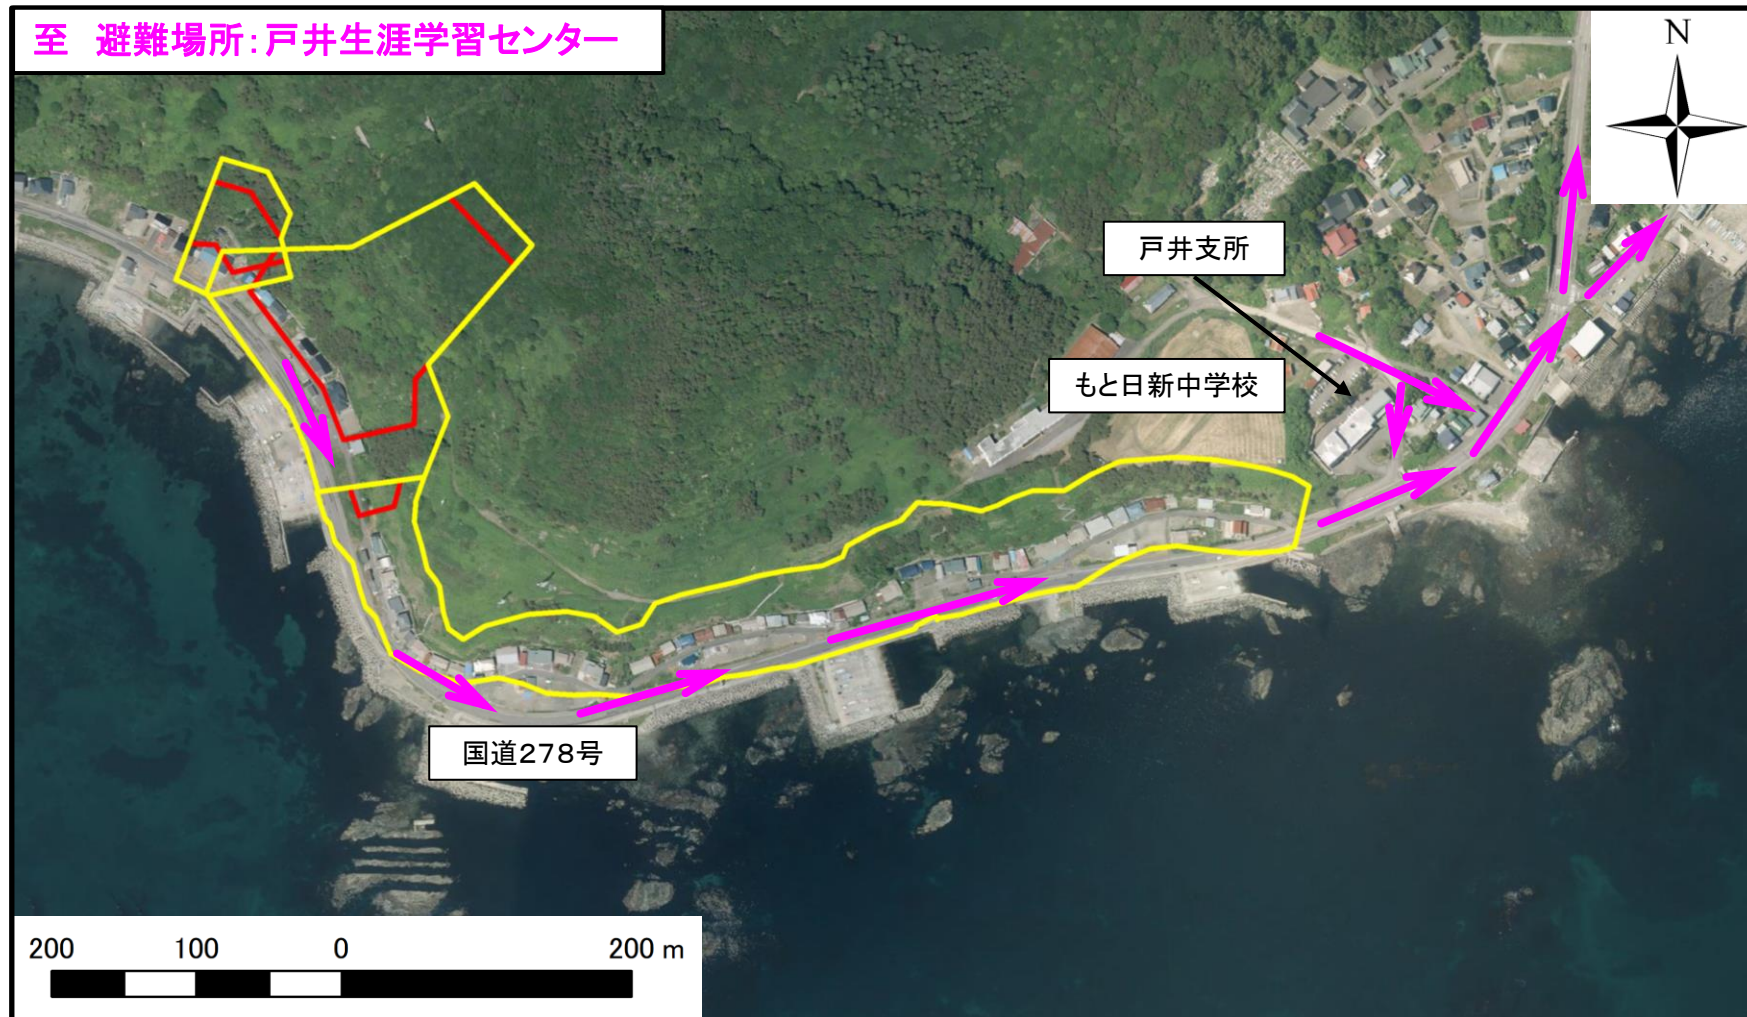 至　避難場所：戸井生涯学習センター
N
戸井支所
もと日新中学校
国道２７８号
200 100 0 200 m